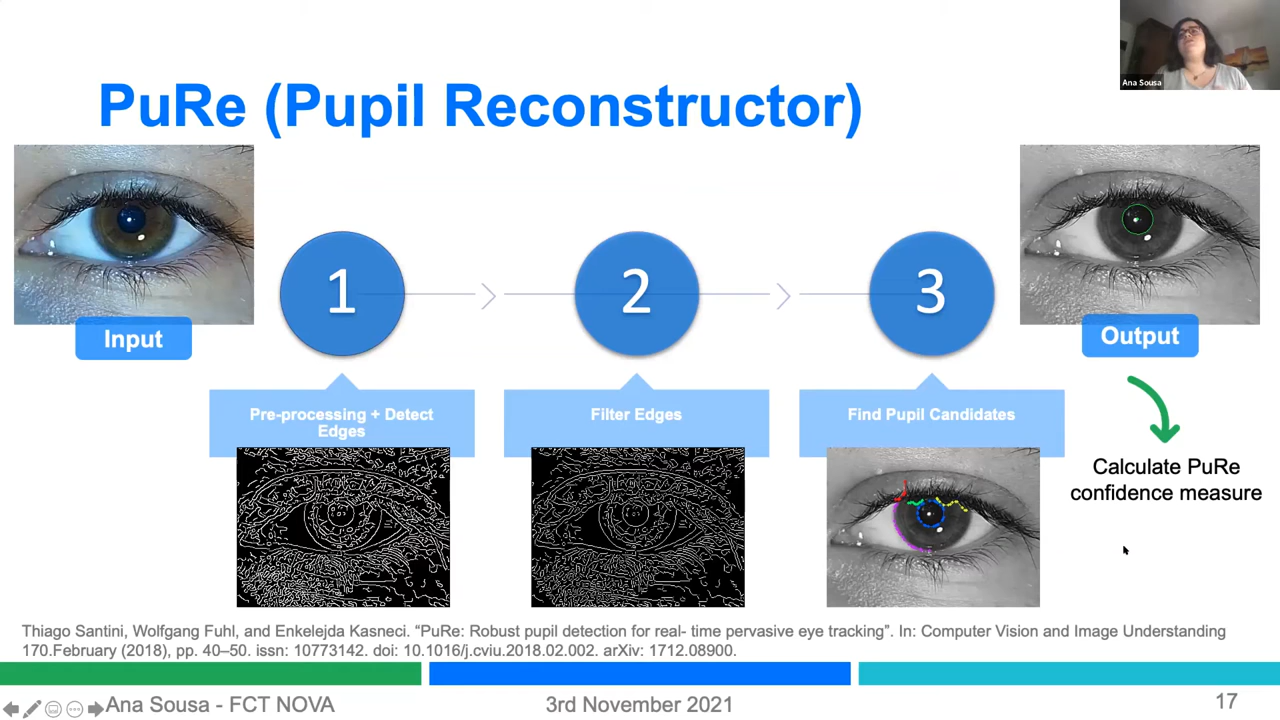 Ana Sousa
PuRe (Pupil Reconstructor)
Input
1
2
3
Output
Pre-processing + Detect
Edges
Filter Edges
Find Pupil Candidates
Calculate PuRe
confidence measure
Thiago Santini, Wolfgang Fuhl, and Enkelejda Kasneci. “PuRe: Robust pupil detection for real- time pervasive eye tracking”. In: Computer Vision and Image Understanding
170.February (2018), pp. 40–50. issn: 10773142. doi: 10.1016/j.cviu.2018.02.002. arXiv: 1712.08900.
Ana Sousa - FCT NOVA
3rd November 2021
17